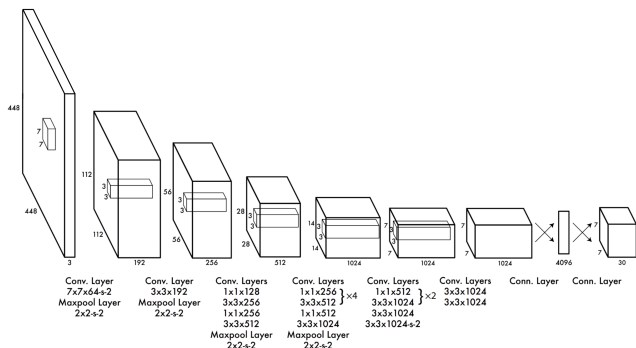 448
448
3
7
7
112
112
192
3
3
56
56
256
3
3
28
28
512
3
3
14
14
1024
3
3
7
7
1024
3
3
7
7
1024
4096
7
7
30
Conv. Layer
7x7x64-s-2
Maxpool Layer
2x2-s-2
Conv. Layer
3x3x192
Maxpool Layer
2x2-s-2
Conv. Layers
1x1x128
3x3x256
1x1x256
3x3x512
Maxpool Layer
2x2-s-2
Conv. Layers
1x1x256
3x3x512
}×4
1x1x512
3x3x1024
Maxpool Layer
2x2-s-2
Conv. Layers
1x1x512
3x3x1024
}×2
3x3x1024
3x3x1024-s-2
Conv. Layers
3x3x1024
3x3x1024
Conn. Layer
Conn. Layer